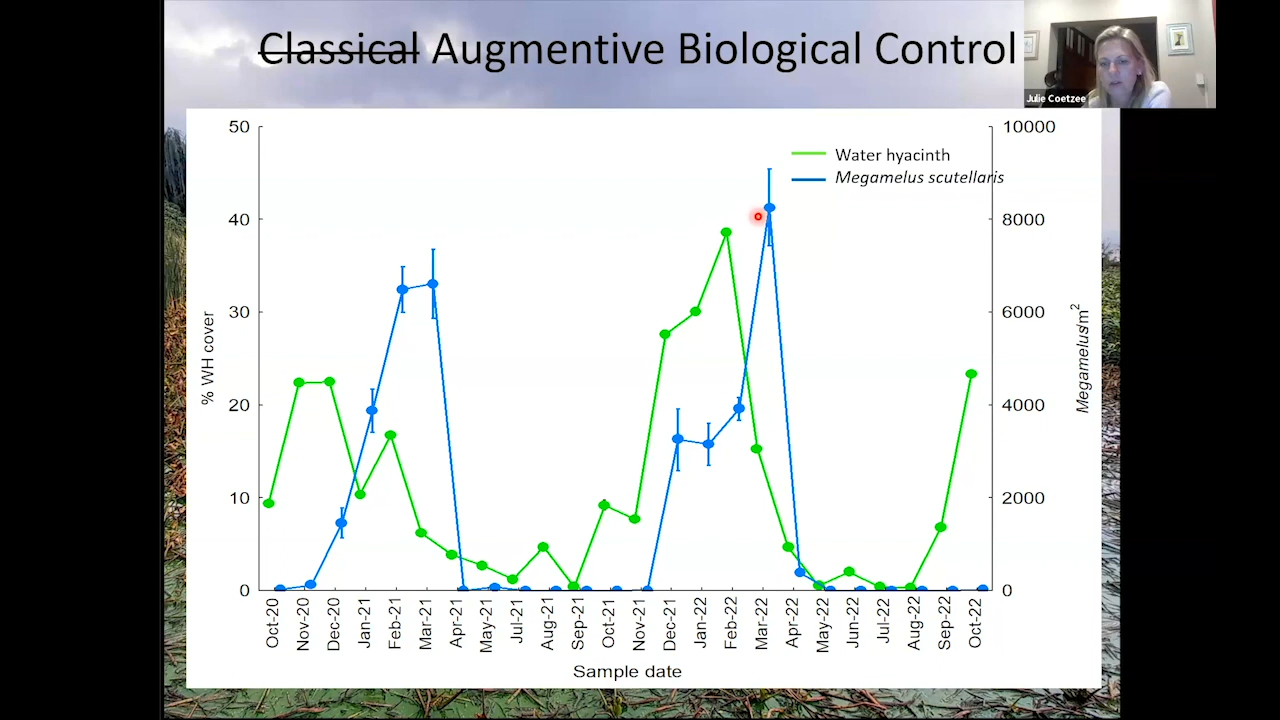 Classical Augmentive Biological Control
Julie Coetzee
50
40
30
20
10
0
% WH cover
10000
8000
6000
4000
2000
0
Megamelus/m²
Water hyacinth
Megamelus scutellaris
Oct-20
Nov-20
Dec-20
Jan-21
Feb-21
Mar-21
Apr-21
May-21
Jul-21
Aug-21
Sep-21
Oct-21
Nov-21
Dec-21
Jan-22
Feb-22
Mar-22
Apr-22
May-22
Jun-22
Jul-22
Aug-22
Sep-22
Oct-22
Sample date